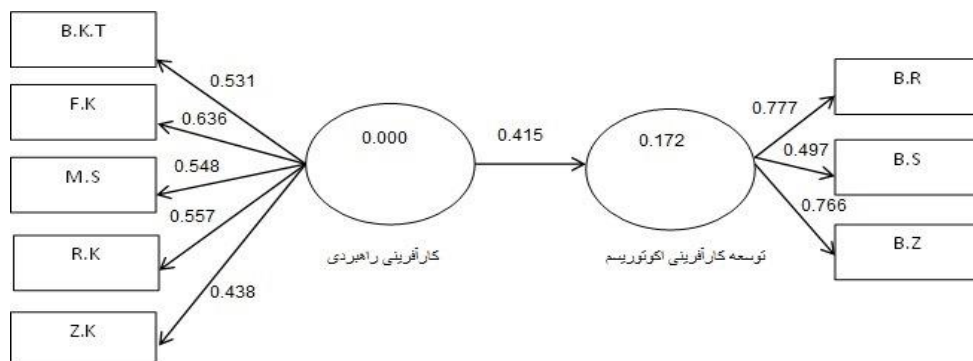 B.K.T
F.K
M.S
R.K
Z.K
0.531
0.636
0.548
0.557
0.438
0.000
کارآفرینی راهبردی
0.415
0.172
توسعه کارآفرینی اکوتوریسم
0.777
0.497
0.766
B.R
B.S
B.Z